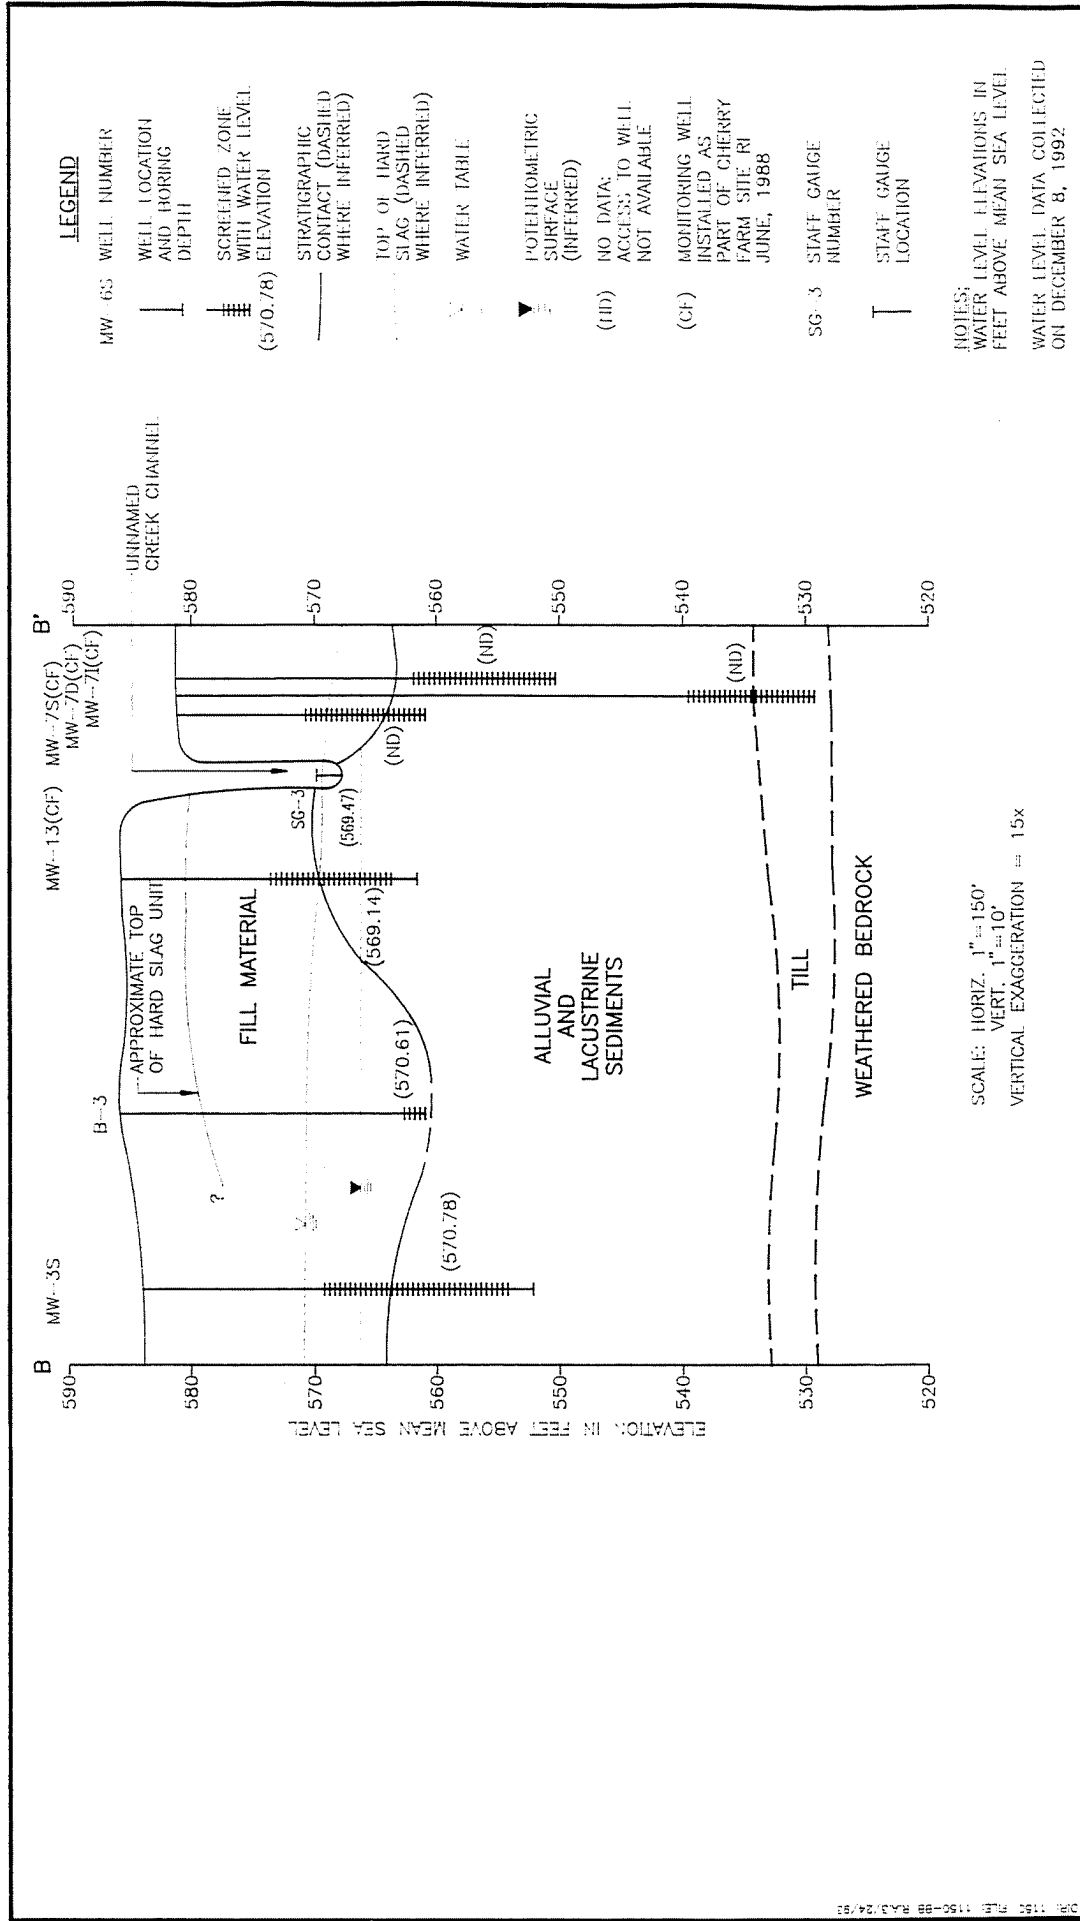 B
B'
MW-3S
B-3
MW-13(CF)
MW-7S(CF)
MW-7D(CF)
MW-7I(CF)
UNNAMED
CREEK CHANNEL
590
580
570
560
550
540
530
520
590
580
570
560
550
540
530
520
ELEVATION IN FEET ABOVE MEAN SEA LEVEL
APPROXIMATE TOP
OF HARD SLAG UNIT
?
FILL MATERIAL
SG-3
(569.47)
(569.14)
(570.61)
(570.78)
(ND)
(ND)
(ND)
ALLUVIAL
AND
LACUSTRINE
SEDIMENTS
TILL
WEATHERED BEDROCK
SCALE: HORIZ. 1"=150'
VERT. 1"=10'
VERTICAL EXAGGERATION = 15x
LEGEND
MW-6S WELL NUMBER
WELL LOCATION
AND BORING
DEPTH
SCREENED ZONE
WITH WATER LEVEL
(570.78) ELEVATION
STRATIGRAPHIC
CONTACT (DASHED
WHERE INFERRED)
TOP OF HARD
SLAG (DASHED
WHERE INFERRED)
WATER TABLE
POTENTIOMETRIC
SURFACE
(INFERRED)
(ND) NO DATA:
ACCESS TO WELL
NOT AVAILABLE
(CF) MONITORING WELL
INSTALLED AS
PART OF CHERRY
FARM SITE RI
JUNE, 1988
SG-3 STAFF GAUGE
NUMBER
STAFF GAUGE
LOCATION
NOTES:
WATER LEVEL ELEVATIONS IN
FEET ABOVE MEAN SEA LEVEL
WATER LEVEL DATA COLLECTED
ON DECEMBER 8, 1992